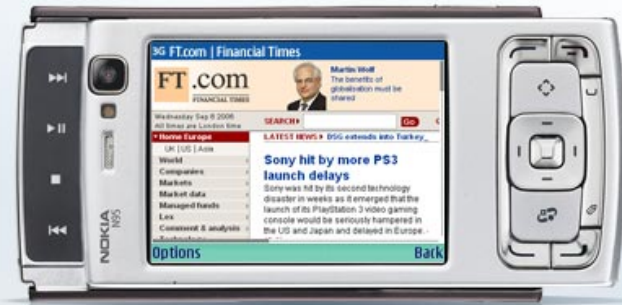 3G FT.com | Financial Times
FT.com
FINANCIAL TIMES
Martin Wolf
The benefits of
globalisation must be
shared
Wednesday Sep 6 2006
All times are London time
SEARCH
Go
Home Europe
LATEST NEWS DSG extends into Turkey_
UK | US | Asia
World
Companies
Markets
Market data
Managed funds
Lex
Comment & analysis
Technology
Sony hit by more PS3
launch delays
Sony was hit by its second technology
disaster in weeks as it emerged that the
launch of its PlayStation 3 video gaming
console would be seriously hampered in
the US and Japan and delayed in Europe. -
Options
Back
NOKIA
N95